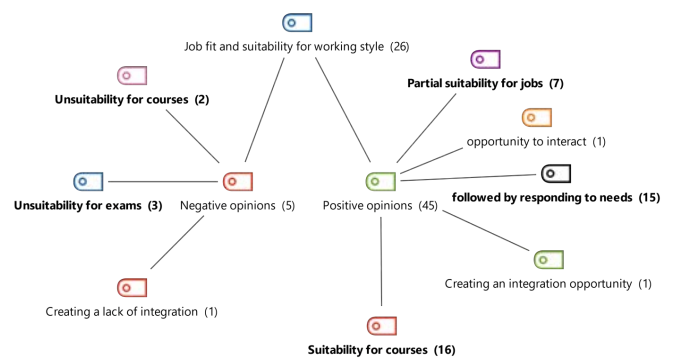 Job fit and suitability for working style (26)
Partial suitability for jobs (7)
Unsuitability for courses (2)
opportunity to interact (1)
Unsuitability for exams (3)
Negative opinions (5)
Positive opinions (45)
followed by responding to needs (15)
Creating an integration opportunity (1)
Creating a lack of integration (1)
Suitability for courses (16)